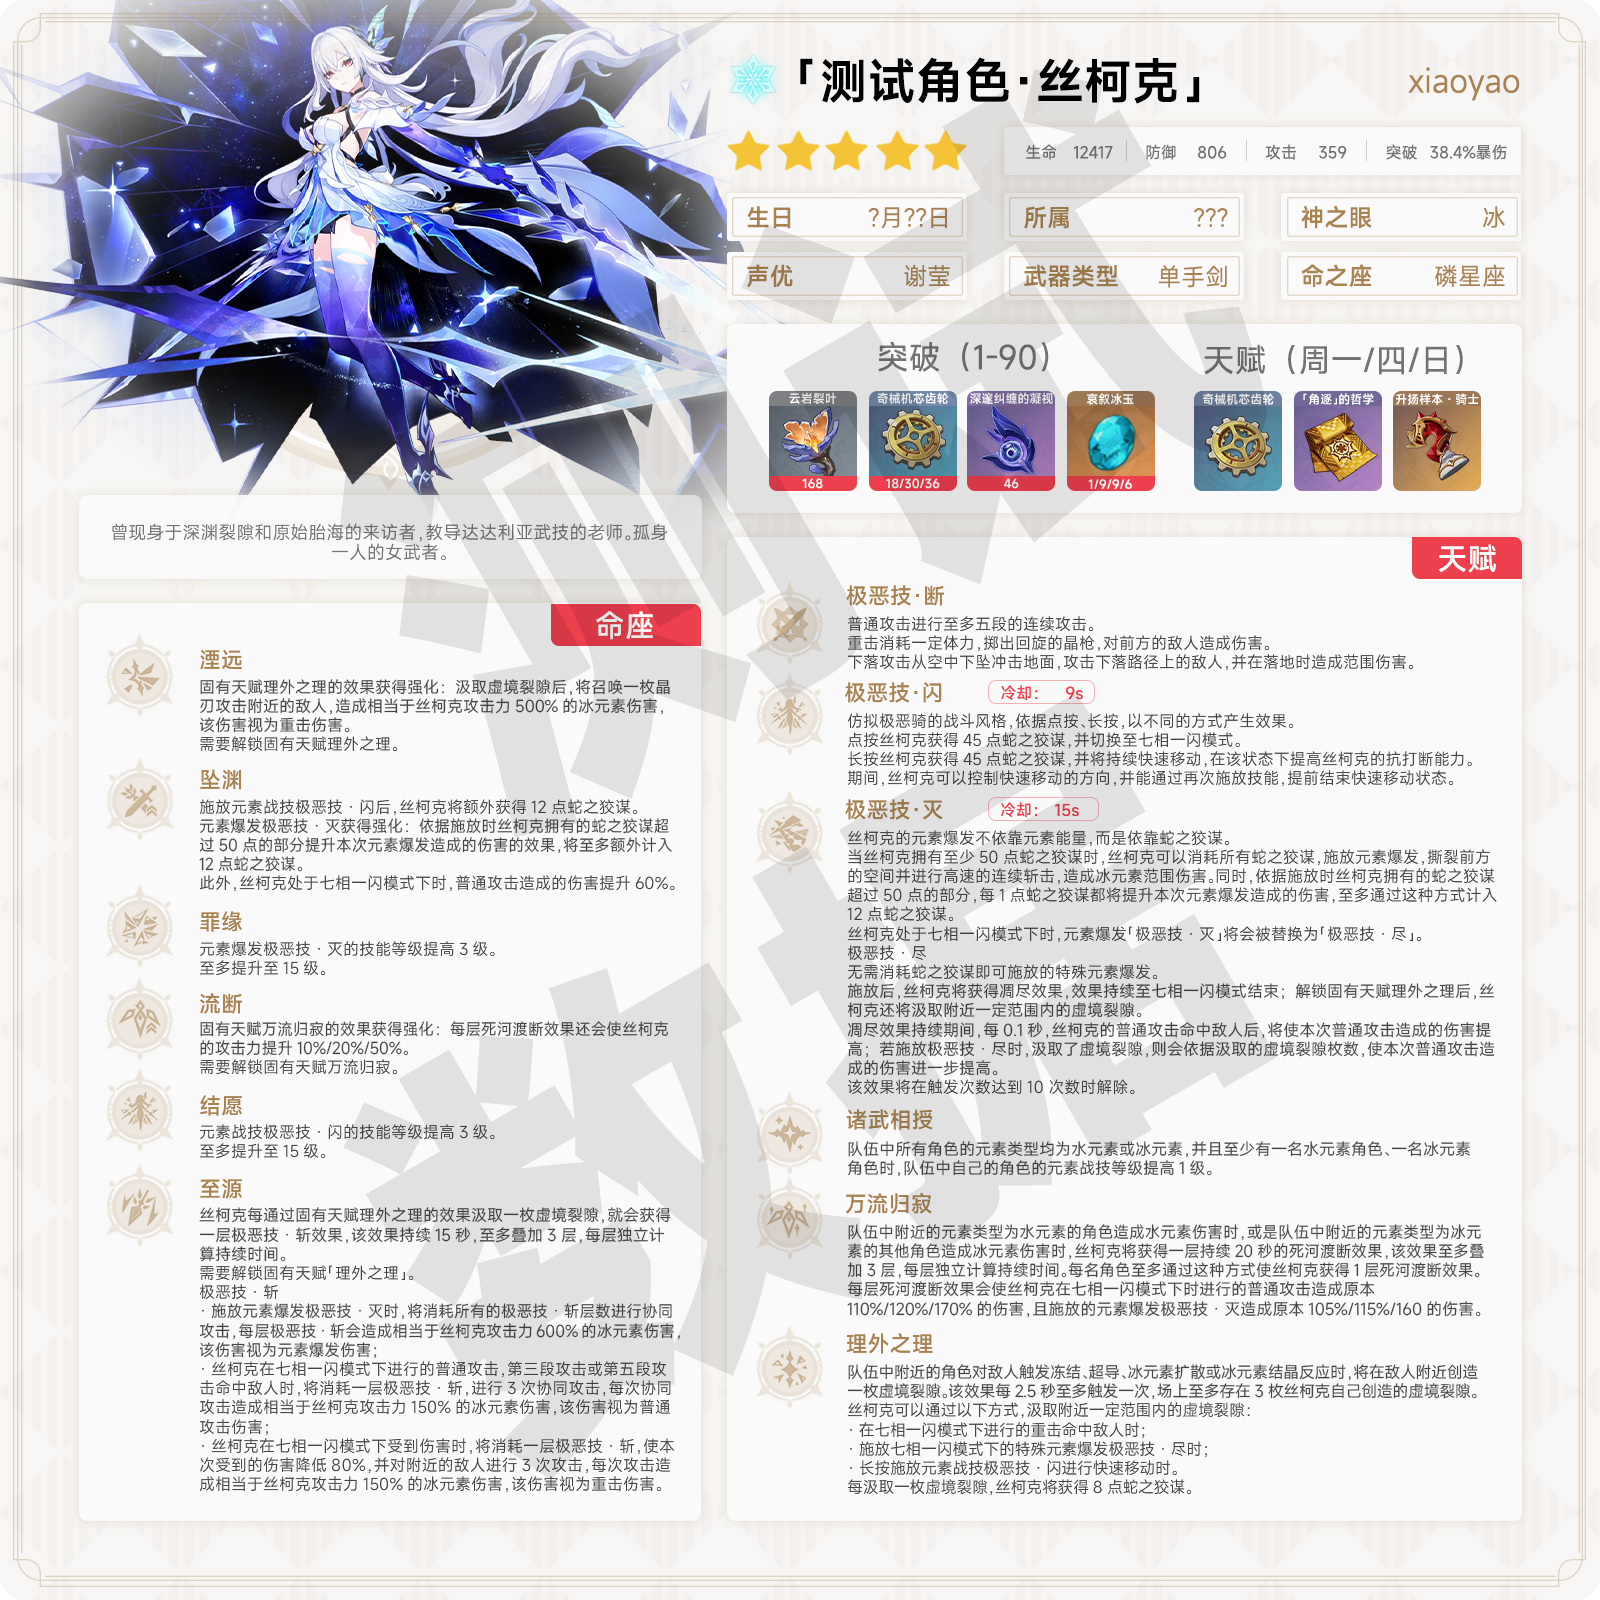 「测试角色·丝柯克」
xiaoyao
生命 12417 防御 806 攻击 359 突破 38.4%暴伤
生日 ?月??日
所属 ???
神之眼 冰
声优 谢莹
武器类型 单手剑
命之座 磷星座
突破（1-90）
云岩裂叶 168
奇械机芯齿轮 18/30/36
深邃纠缠的凝视 46
哀叙冰玉 1/9/9/6
天赋（周一/四/日）
奇械机芯齿轮
「角逐」的哲学
升扬样本·骑士
曾现身于深渊裂隙和原始胎海的来访者,教导达达利亚武技的老师。孤身
一人的女武者。
命座
湮远
固有天赋理外之理的效果获得强化：汲取虚境裂隙后,将召唤一枚晶
刃攻击附近的敌人,造成相当于丝柯克攻击力 500% 的冰元素伤害,
该伤害视为重击伤害。
需要解锁固有天赋理外之理。
坠渊
施放元素战技极恶技·闪后,丝柯克将额外获得 12 点蛇之狡谋。
元素爆发极恶技·灭获得强化：依据施放时丝柯克拥有的蛇之狡谋超
过 50 点的部分提升本次元素爆发造成的伤害的效果,将至多额外计入
12 点蛇之狡谋。
此外,丝柯克处于七相一闪模式下时,普通攻击造成的伤害提升 60%。
罪缘
元素爆发极恶技·灭的技能等级提高 3 级。
至多提升至 15 级。
流断
固有天赋万流归寂的效果获得强化：每层死河渡断效果还会使丝柯克
的攻击力提升 10%/20%/50%。
需要解锁固有天赋万流归寂。
结愿
元素战技极恶技·闪的技能等级提高 3 级。
至多提升至 15 级。
至源
丝柯克每通过固有天赋理外之理的效果汲取一枚虚境裂隙,就会获得
一层极恶技·斩效果,该效果持续 15 秒,至多叠加 3 层,每层独立计
算持续时间。
需要解锁固有天赋「理外之理」。
极恶技·斩
·施放元素爆发极恶技·灭时,将消耗所有的极恶技·斩层数进行协同
攻击,每层极恶技·斩会造成相当于丝柯克攻击力 600% 的冰元素伤害,
该伤害视为元素爆发伤害；
·丝柯克在七相一闪模式下进行的普通攻击,第三段攻击或第五段攻
击命中敌人时,将消耗一层极恶技·斩,进行 3 次协同攻击,每次协同
攻击造成相当于丝柯克攻击力 150% 的冰元素伤害,该伤害视为普通
攻击伤害；
·丝柯克在七相一闪模式下受到伤害时,将消耗一层极恶技·斩,使本
次受到的伤害降低 80%,并对附近的敌人进行 3 次攻击,每次攻击造
成相当于丝柯克攻击力 150% 的冰元素伤害,该伤害视为重击伤害。
天赋
极恶技·断
普通攻击进行至多五段的连续攻击。
重击消耗一定体力,掷出回旋的晶枪,对前方的敌人造成伤害。
下落攻击从空中下坠冲击地面,攻击下落路径上的敌人,并在落地时造成范围伤害。
极恶技·闪 冷却： 9s
仿拟极恶骑的战斗风格,依据点按、长按,以不同的方式产生效果。
点按丝柯克获得 45 点蛇之狡谋,并切换至七相一闪模式。
长按丝柯克获得 45 点蛇之狡谋,并将持续快速移动,在该状态下提高丝柯克的抗打断能力。
期间,丝柯克可以控制快速移动的方向,并能通过再次施放技能,提前结束快速移动状态。
极恶技·灭 冷却： 15s
丝柯克的元素爆发不依靠元素能量,而是依靠蛇之狡谋。
当丝柯克拥有至少 50 点蛇之狡谋时,丝柯克可以消耗所有蛇之狡谋,施放元素爆发,撕裂前方
的空间并进行高速的连续斩击,造成冰元素范围伤害。同时,依据施放时丝柯克拥有的蛇之狡谋
超过 50 点的部分,每 1 点蛇之狡谋都将提升本次元素爆发造成的伤害,至多通过这种方式计入
12 点蛇之狡谋。
丝柯克处于七相一闪模式下时,元素爆发「极恶技·灭」将会被替换为「极恶技·尽」。
极恶技·尽
无需消耗蛇之狡谋即可施放的特殊元素爆发。
施放后,丝柯克将获得凋尽效果,效果持续至七相一闪模式结束；解锁固有天赋理外之理后,丝
柯克还将汲取附近一定范围内的虚境裂隙。
凋尽效果持续期间,每 0.1 秒,丝柯克的普通攻击命中敌人后,将使本次普通攻击造成的伤害提
高；若施放极恶技·尽时,汲取了虚境裂隙,则会依据汲取的虚境裂隙枚数,使本次普通攻击造
成的伤害进一步提高。
该效果将在触发次数达到 10 次数时解除。
诸武相授
队伍中所有角色的元素类型均为水元素或冰元素,并且至少有一名水元素角色、一名冰元素
角色时,队伍中自己的角色的元素战技等级提高 1 级。
万流归寂
队伍中附近的元素类型为水元素的角色造成水元素伤害时,或是队伍中附近的元素类型为冰元
素的其他角色造成冰元素伤害时,丝柯克将获得一层持续 20 秒的死河渡断效果,该效果至多叠
加 3 层,每层独立计算持续时间。每名角色至多通过这种方式使丝柯克获得 1 层死河渡断效果。
每层死河渡断效果会使丝柯克在七相一闪模式下时进行的普通攻击造成原本
110%/120%/170% 的伤害,且施放的元素爆发极恶技·灭造成原本 105%/115%/160 的伤害。
理外之理
队伍中附近的角色对敌人触发冻结、超导、冰元素扩散或冰元素结晶反应时,将在敌人附近创造
一枚虚境裂隙。该效果每 2.5 秒至多触发一次,场上至多存在 3 枚丝柯克自己创造的虚境裂隙。
丝柯克可以通过以下方式,汲取附近一定范围内的虚境裂隙：
·在七相一闪模式下进行的重击命中敌人时；
·施放七相一闪模式下的特殊元素爆发极恶技·尽时；
·长按施放元素战技极恶技·闪进行快速移动时。
每汲取一枚虚境裂隙,丝柯克将获得 8 点蛇之狡谋。
测试
数据